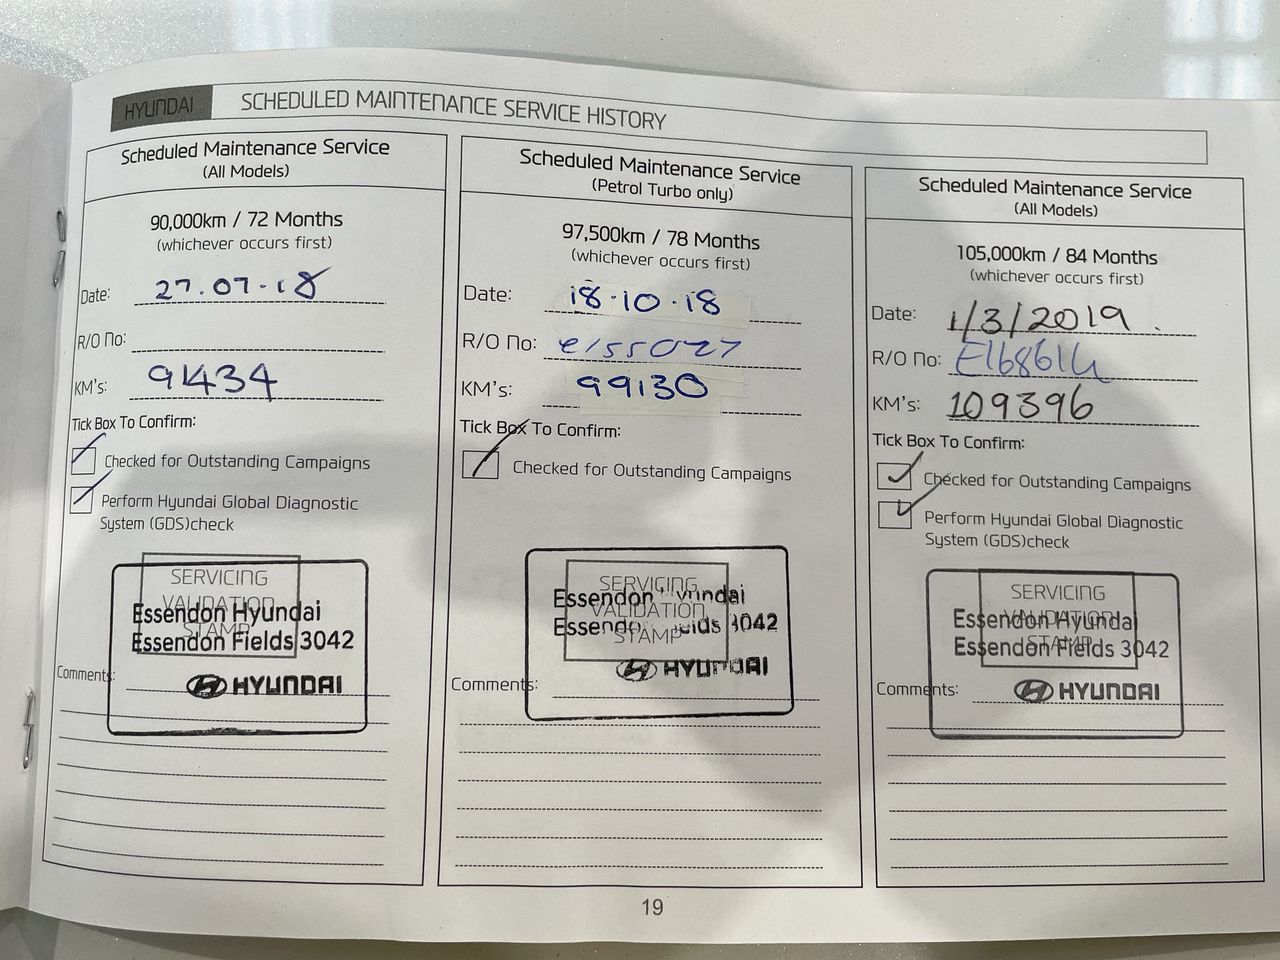 HYUNDAI
SCHEDULED MAINTENANCE SERVICE HISTORY
Scheduled Maintenance Service
(All Models)
90,000km / 72 Months
(whichever occurs first)
Date: 27.07.18
R/O No:
KM's: 91434
Tick Box To Confirm:
Checked for Outstanding Campaigns
Perform Hyundai Global Diagnostic
System (GDS)check
SERVICING
VALIDATION
STAMP
Essendon Hyundai
Essendon Fields 3042
HYUNDAI
Comments:
Scheduled Maintenance Service
(Petrol Turbo only)
97,500km / 78 Months
(whichever occurs first)
Date: 18.10.18
R/O No: e155027
KM's: 99130
Tick Box To Confirm:
Checked for Outstanding Campaigns
SERVICING
VALIDATION
STAMP
Essendon Hyundai
Essendon Fields 3042
HYUNDAI
Comments:
Scheduled Maintenance Service
(All Models)
105,000km / 84 Months
(whichever occurs first)
Date: 1/3/2019.
R/O No:
KM's: 109396
Tick Box To Confirm:
Checked for Outstanding Campaigns
Perform Hyundai Global Diagnostic
System (GDS)check
SERVICING
VALIDATION
STAMP
Essendon Hyundai
Essendon Fields 3042
HYUNDAI
Comments:
19